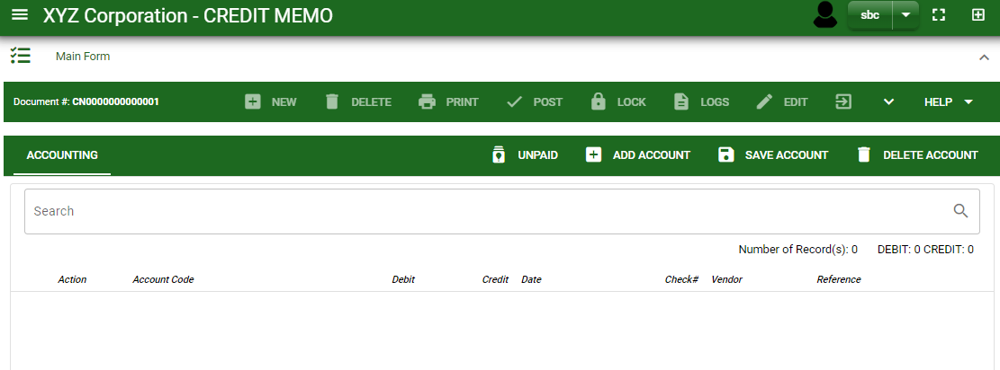 XYZ Corporation - CREDIT MEMO
sbc
Main Form
Document #: CN0000000000001 NEW DELETE PRINT POST LOCK LOGS EDIT HELP
ACCOUNTING UNPAID ADD ACCOUNT SAVE ACCOUNT DELETE ACCOUNT
Search
Number of Record(s): 0 DEBIT: 0 CREDIT: 0
Action Account Code Debit Credit Date Check# Vendor Reference